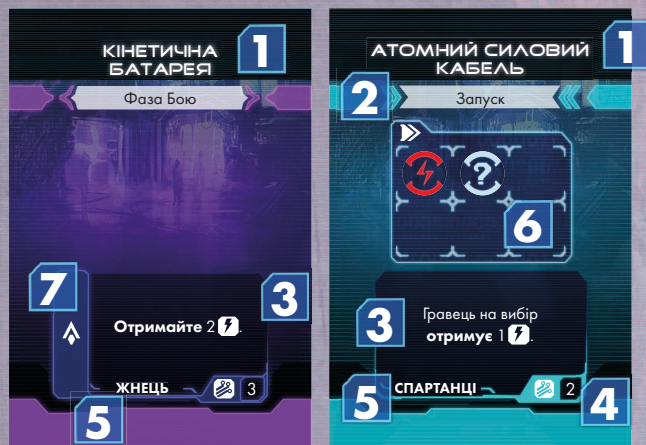 КІНЕТИЧНА
БАТАРЕЯ
1
Фаза Бою
7
3
Отримайте 2.
ЖНЕЦЬ
3
5
АТОМНИЙ СИЛОВИЙ
КАБЕЛЬ
1
2
Запуск
?
6
3
Гравець на вибір
отримує 1.
5
СПАРТАНЦІ
2
4